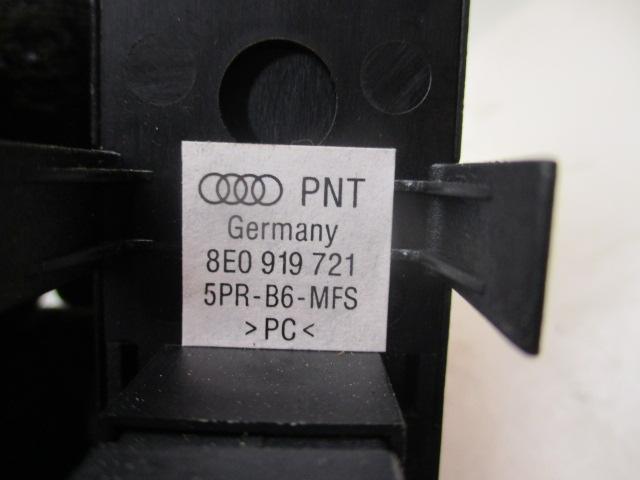 PNT
Germany
8E0 919 721
5PR-B6-MFS
>PC<